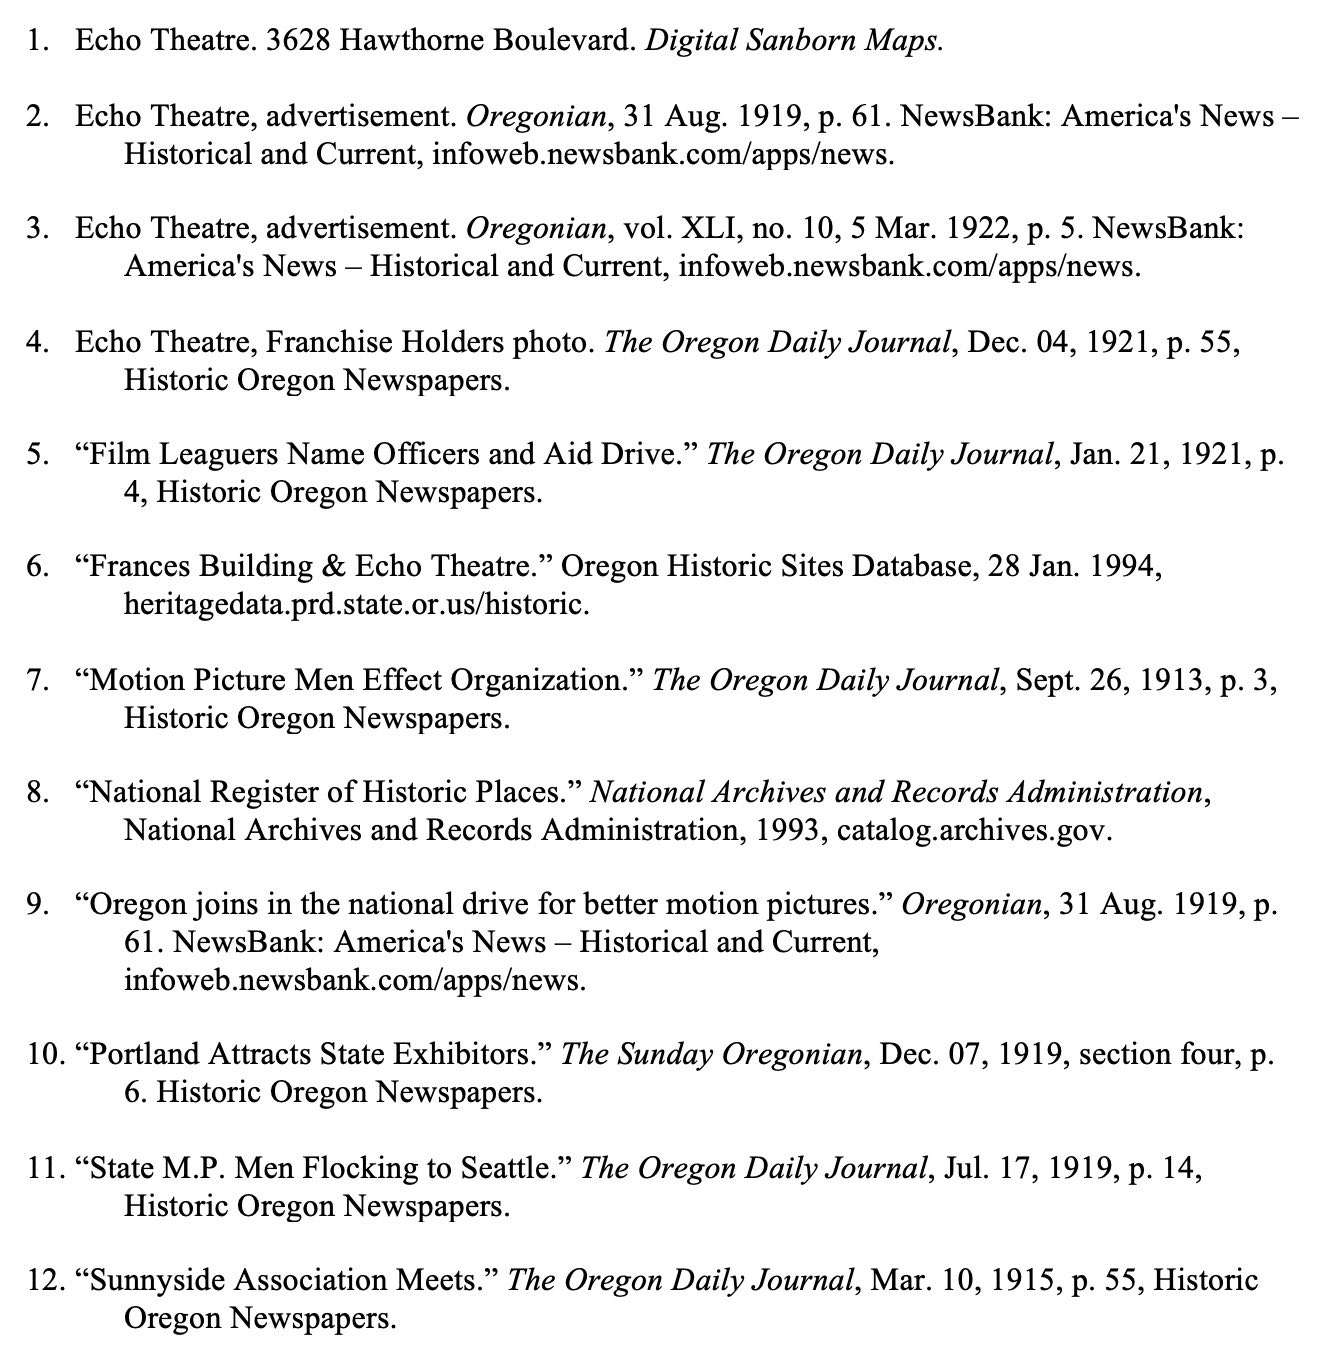 1. Echo Theatre. 3628 Hawthorne Boulevard. Digital Sanborn Maps.
2. Echo Theatre, advertisement. Oregonian, 31 Aug. 1919, p. 61. NewsBank: America's News –
Historical and Current, infoweb.newsbank.com/apps/news.
3. Echo Theatre, advertisement. Oregonian, vol. XLI, no. 10, 5 Mar. 1922, p. 5. NewsBank:
America's News – Historical and Current, infoweb.newsbank.com/apps/news.
4. Echo Theatre, Franchise Holders photo. The Oregon Daily Journal, Dec. 04, 1921, p. 55,
Historic Oregon Newspapers.
5. “Film Leaguers Name Officers and Aid Drive.” The Oregon Daily Journal, Jan. 21, 1921, p.
4, Historic Oregon Newspapers.
6. “Frances Building & Echo Theatre.” Oregon Historic Sites Database, 28 Jan. 1994,
heritagedata.prd.state.or.us/historic.
7. “Motion Picture Men Effect Organization.” The Oregon Daily Journal, Sept. 26, 1913, p. 3,
Historic Oregon Newspapers.
8. “National Register of Historic Places.” National Archives and Records Administration,
National Archives and Records Administration, 1993, catalog.archives.gov.
9. “Oregon joins in the national drive for better motion pictures.” Oregonian, 31 Aug. 1919, p.
61. NewsBank: America's News – Historical and Current,
infoweb.newsbank.com/apps/news.
10. “Portland Attracts State Exhibitors.” The Sunday Oregonian, Dec. 07, 1919, section four, p.
6. Historic Oregon Newspapers.
11. “State M.P. Men Flocking to Seattle.” The Oregon Daily Journal, Jul. 17, 1919, p. 14,
Historic Oregon Newspapers.
12. “Sunnyside Association Meets.” The Oregon Daily Journal, Mar. 10, 1915, p. 55, Historic
Oregon Newspapers.